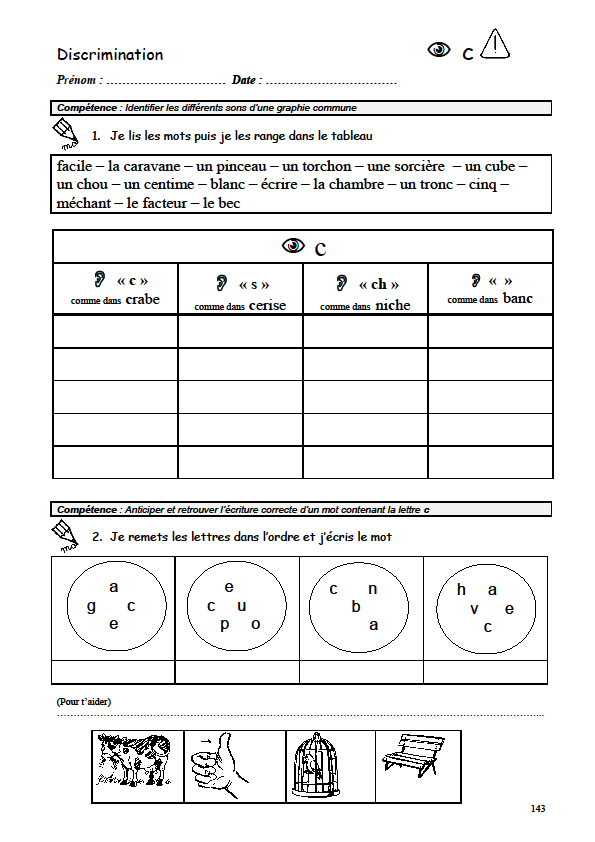 Discrimination
c
Prénom : .............................. Date : .................................
Compétence : Identifier les différents sons d'une graphie commune
1. Je lis les mots puis je les range dans le tableau
facile – la caravane – un pinceau – un torchon – une sorcière – un cube –
un chou – un centime – blanc – écrire – la chambre – un tronc – cinq –
méchant – le facteur – le bec
c
« c » « s » « ch » « »
comme dans crabe comme dans cerise comme dans niche comme dans banc
Compétence : Anticiper et retrouver l'écriture correcte d'un mot contenant la lettre c
2. Je remets les lettres dans l'ordre et j'écris le mot
a e c n h a
g c c u b v e
e p o a c
(Pour t'aider)
143